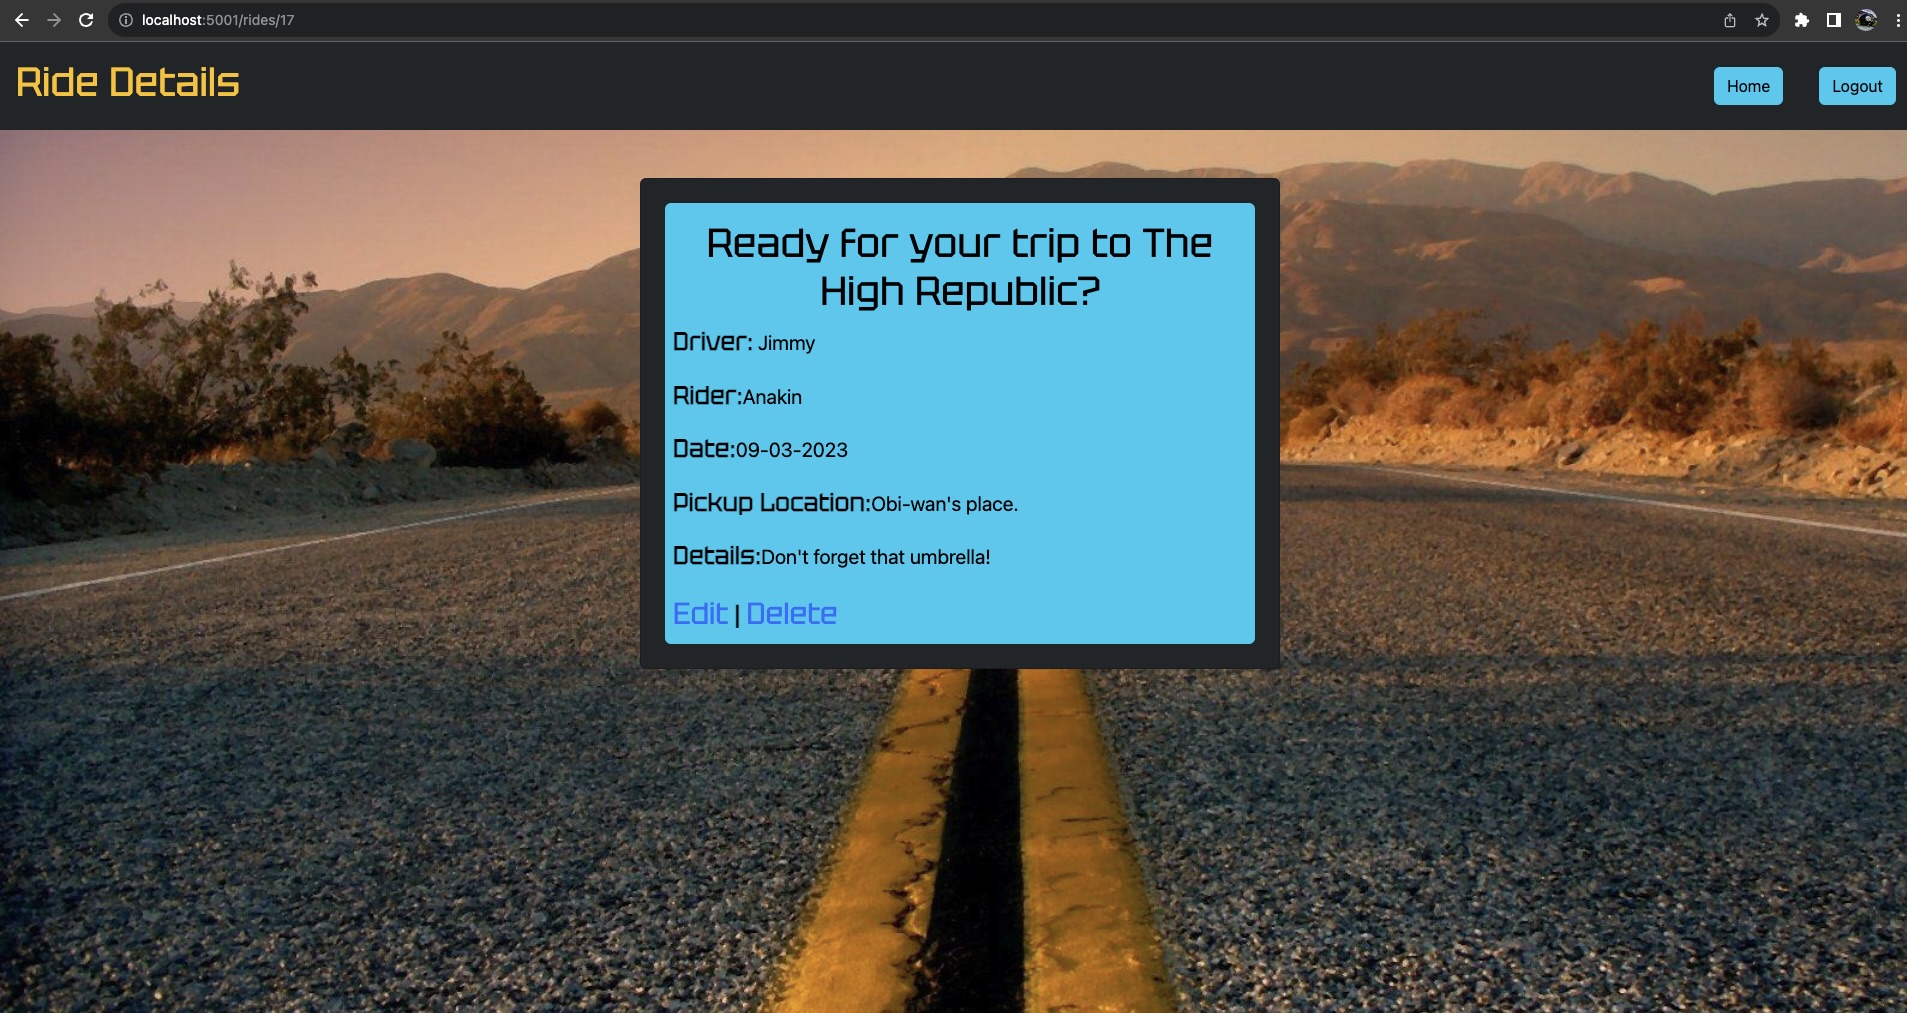 localhost:5001/rides/17
Ride Details
Home
Logout
Ready for your trip to The
High Republic?
Driver: Jimmy
Rider:Anakin
Date:09-03-2023
Pickup Location:Obi-wan's place.
Details:Don't forget that umbrella!
Edit | Delete